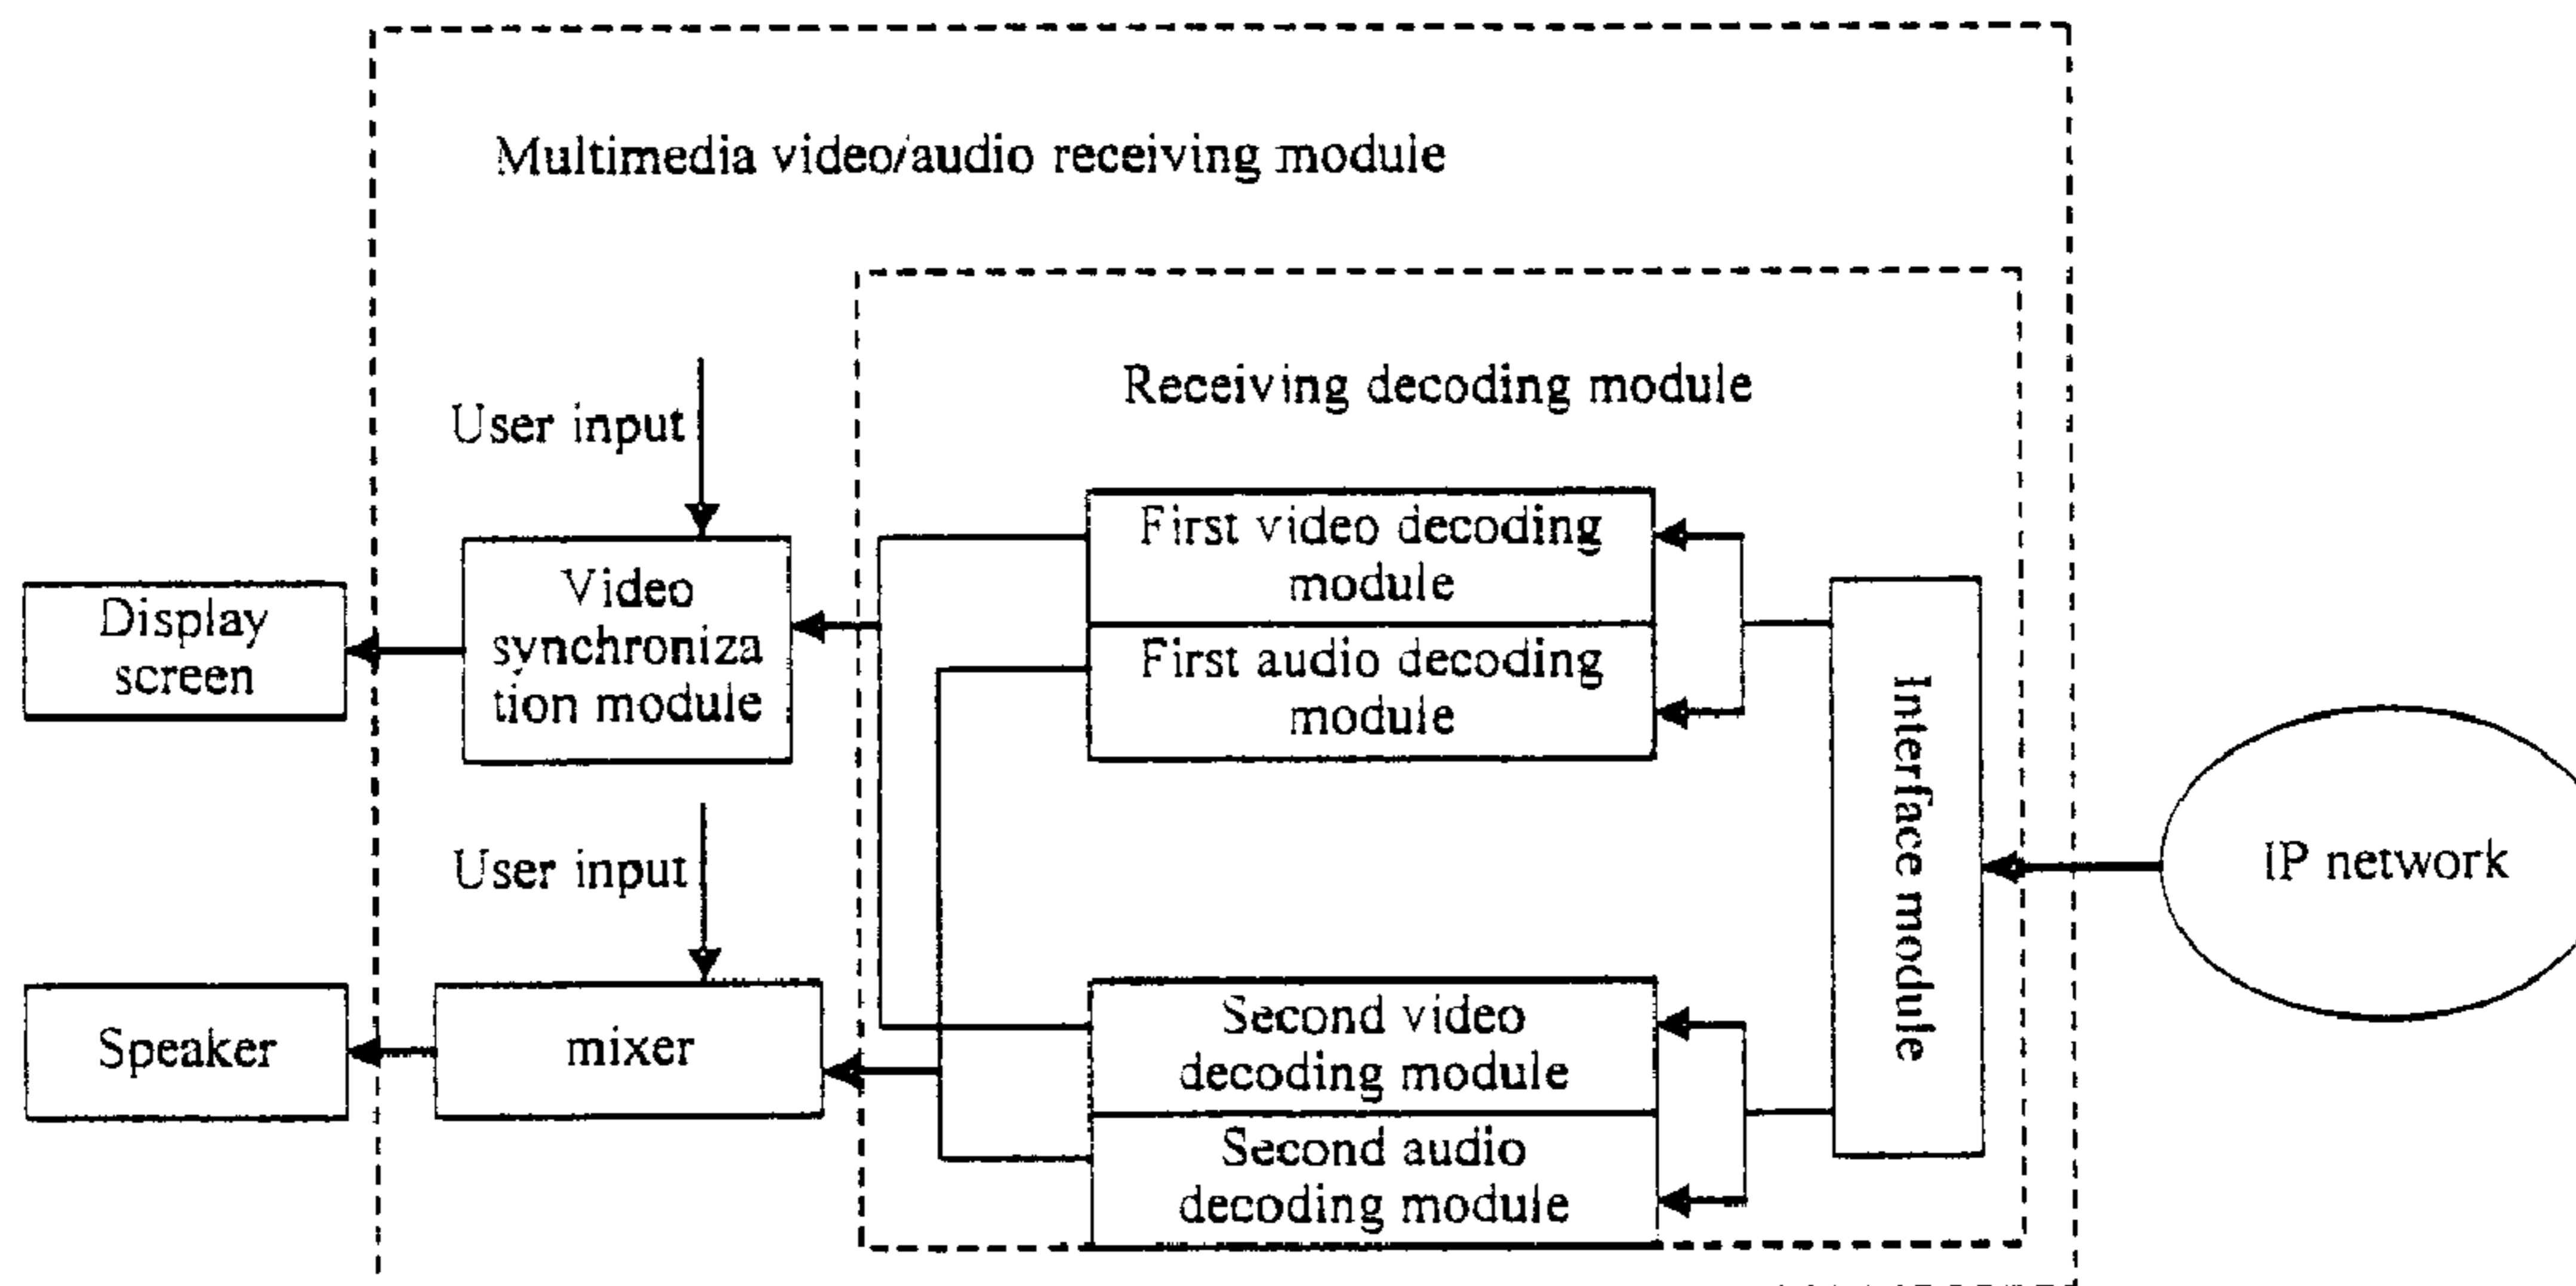 Multimedia video/audio receiving module
Receiving decoding module
User input
First video decoding
module
Video
synchroniza
tion module
Display
screen
First audio decoding
module
Interface module
User input
IP network
Second video
decoding module
Speaker
mixer
Second audio
decoding module